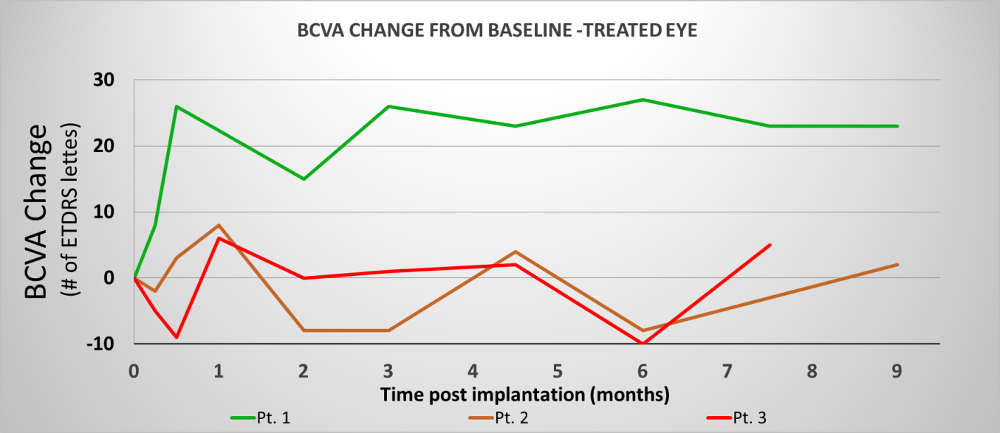 BCVA CHANGE FROM BASELINE -TREATED EYE
BCVA Change
(# of ETDRS lettes)
30
20
10
0
-10
0 1 2 3 4 5 6 7 8 9
Time post implantation (months)
Pt. 1 Pt. 2 Pt. 3